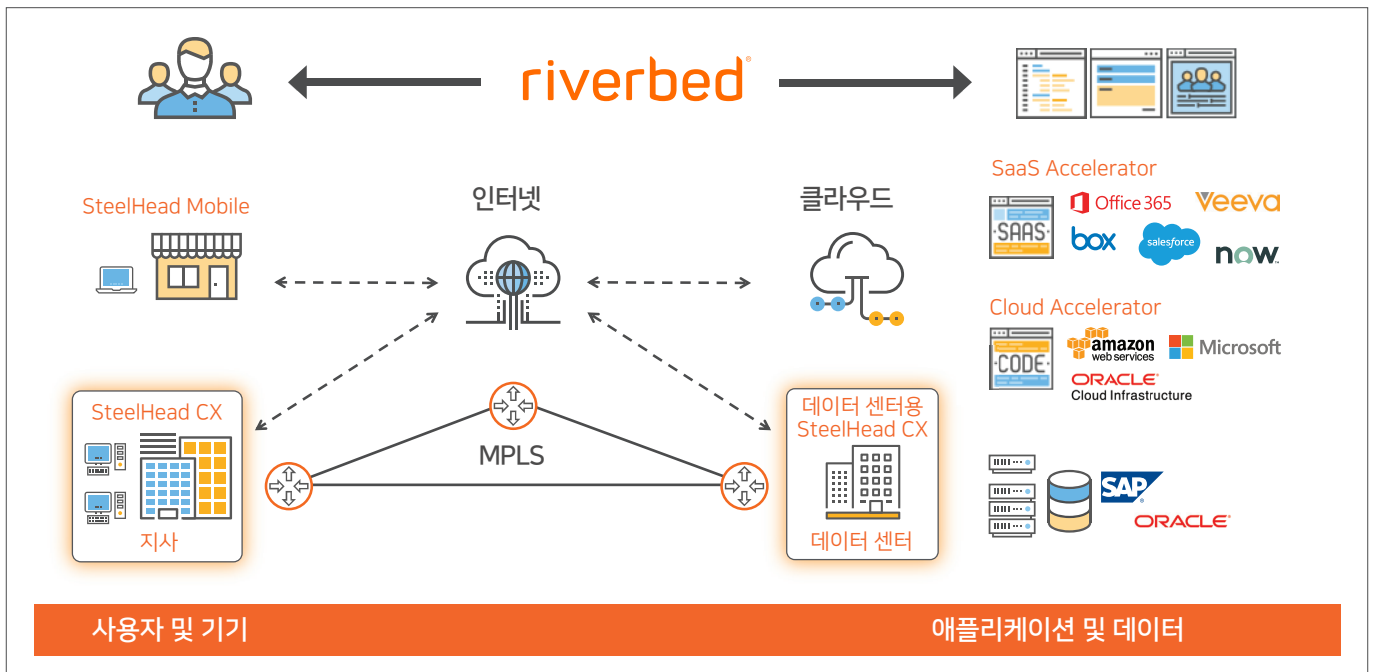 riverbed®
SteelHead Mobile
인터넷
클라우드
SaaS Accelerator
SAAS
Office 365
Veeva
box
salesforce
now
Cloud Accelerator
CODE
amazon
web services
Microsoft
ORACLE
Cloud Infrastructure
SteelHead CX
지사
MPLS
데이터 센터용
SteelHead CX
데이터 센터
SAP
ORACLE
사용자 및 기기
애플리케이션 및 데이터